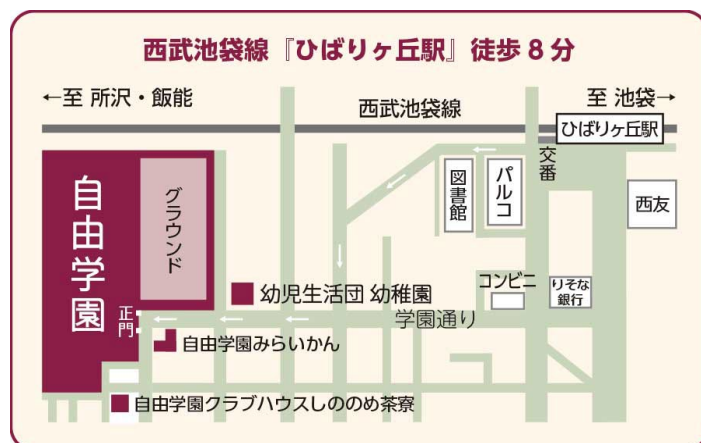 西武池袋線『ひばりヶ丘駅』徒歩8分
←至 所沢・飯能
西武池袋線
至 池袋→
ひばりヶ丘駅
交番
自由学園
グラウンド
図書館
パルコ
西友
コンビニ
りそな
銀行
幼児生活団 幼稚園
学園通り
正門
自由学園みらいかん
自由学園クラブハウスしののめ茶寮